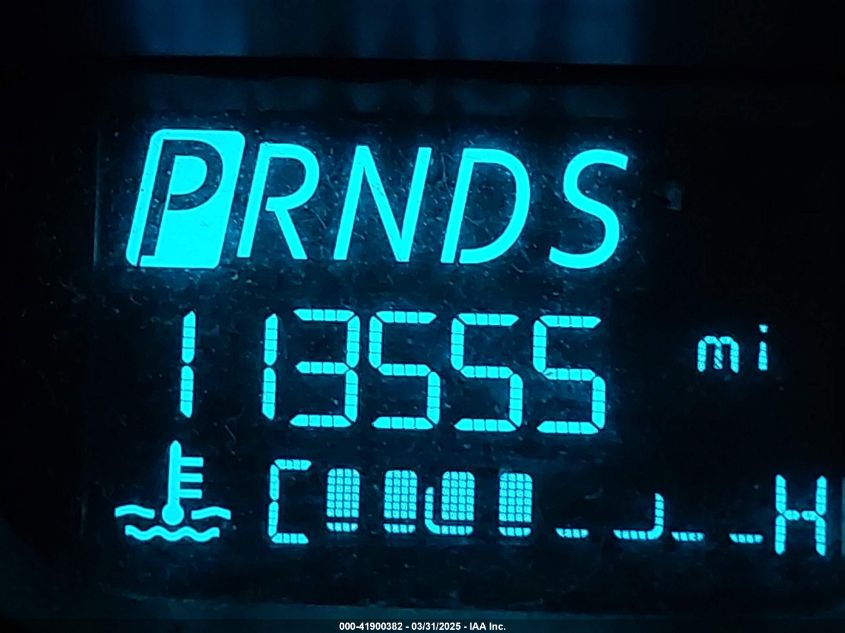 PRNDS
113555 mi
C H
000-41900382 - 03/31/2025 - IAA Inc.